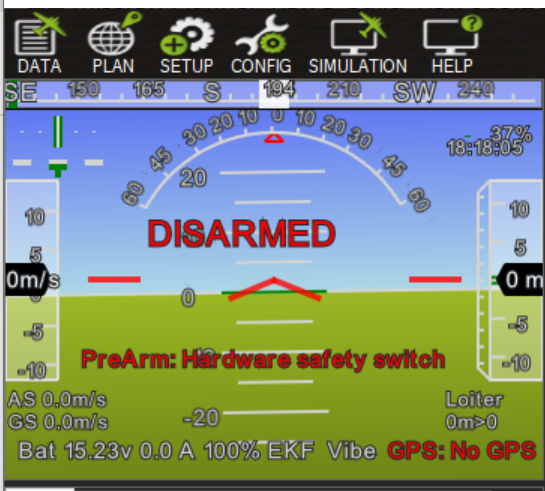 DATA PLAN SETUP CONFIG SIMULATION HELP
SE 150 165 S 194 210 SW 240
60 45 30 20 10 0 10 20 30 45 60
37%
18:18:05
20
DISARMED
10 10
5 5
0m/s 0 m
0
0
-5 -5
PreArm: Hardware safety switch
-10 -10
AS 0.0m/s Loiter
GS 0.0m/s 0m>0
-20
Bat 15.23v 0.0 A 100% EKF Vibe GPS: No GPS